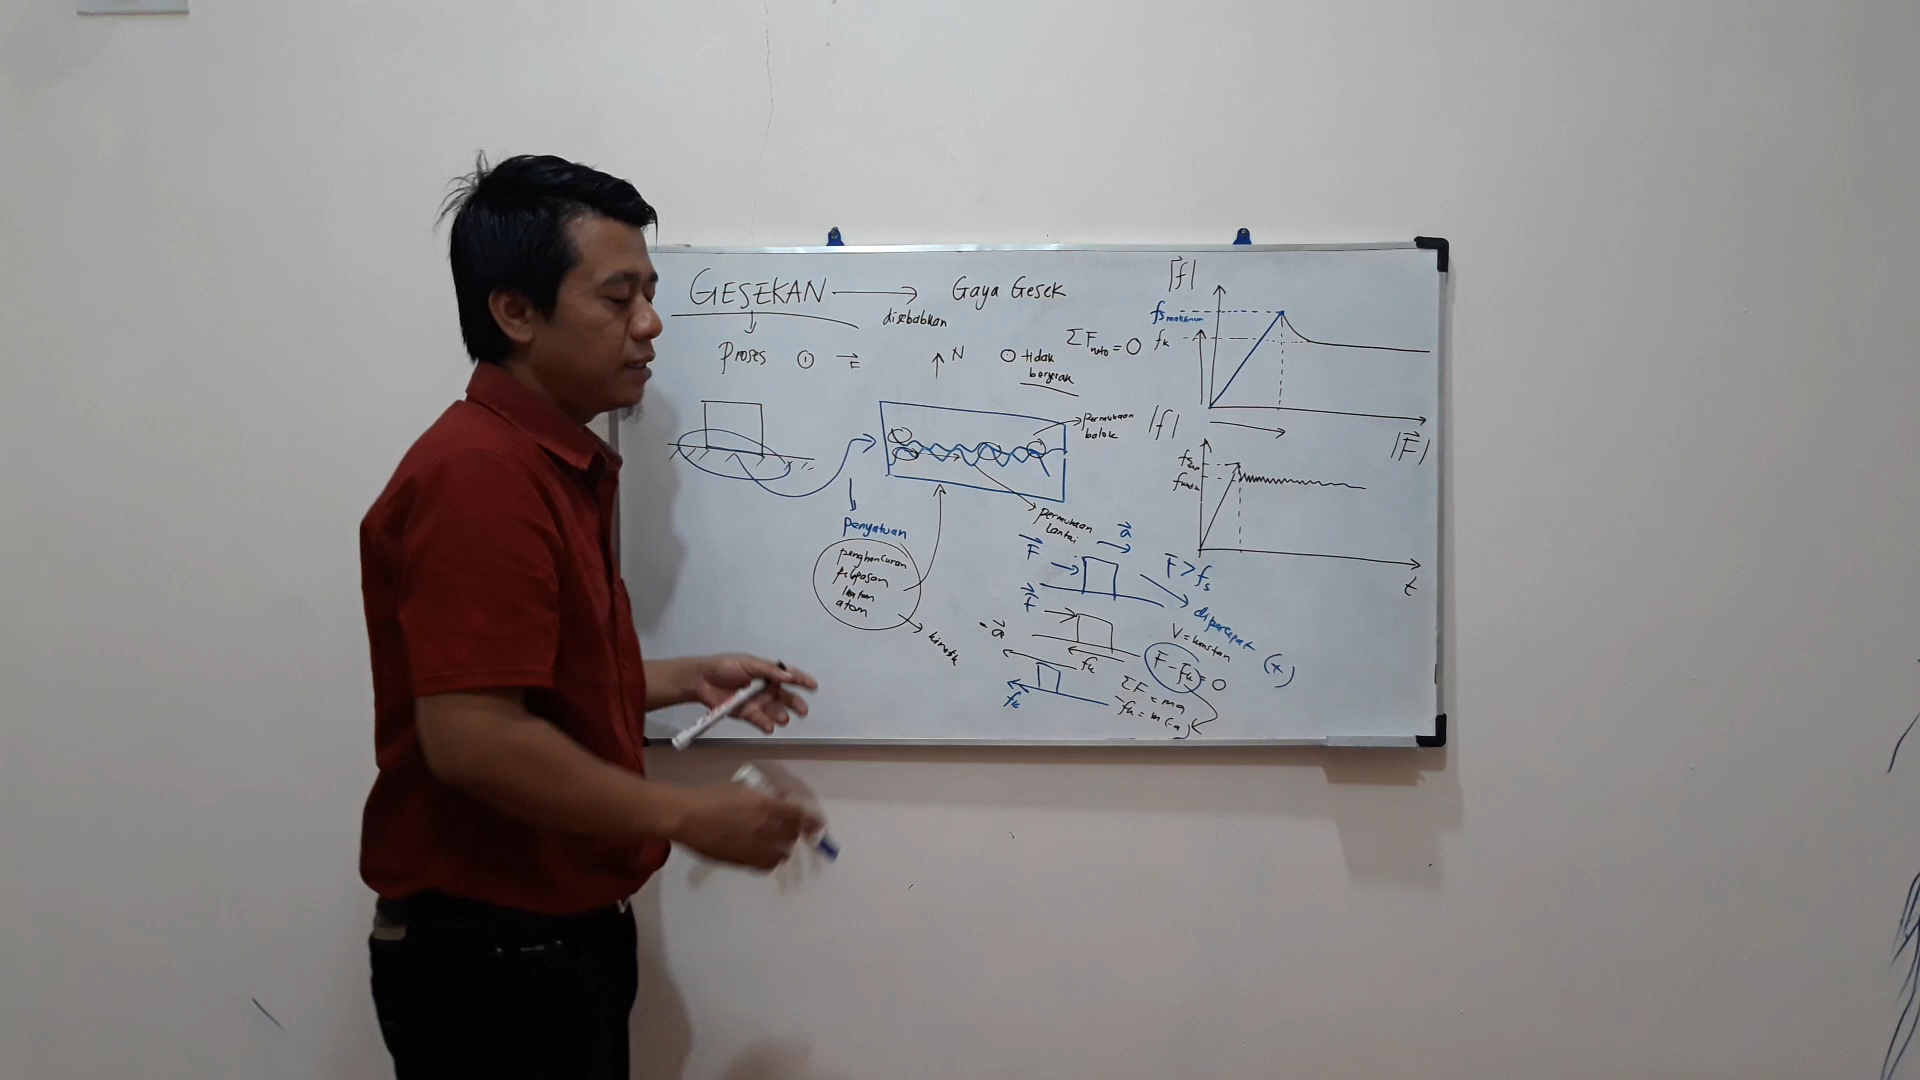 GESEKAN → Gaya Gesek
disebabkan
Proses
N
tidak
bergerak
ΣF = 0
|f|
fs maksimum
fk
|F|
permukaan
balok
|f|
t
permukaan
lantai
penyatuan
penghancuran
ikatan
atom
kinetik
F
a
F > fs
dipercepat (+)
F
fk
V = konstan
F - fk = 0
-a
fk
ΣF = ma
-fk = m(-a)